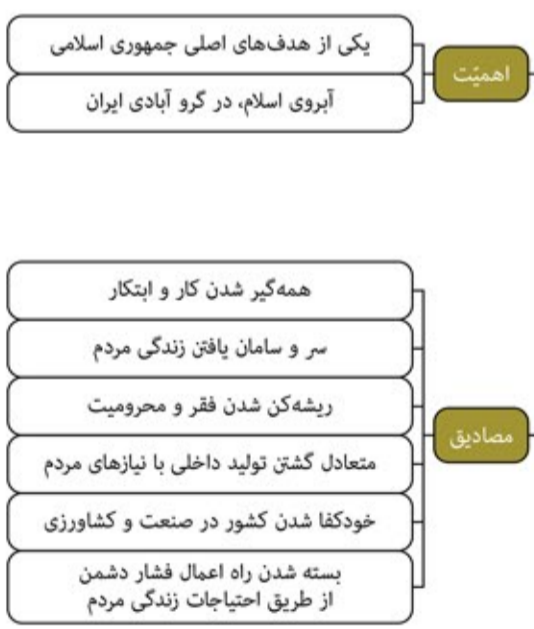 اهمیّت
یکی از هدف‌های اصلی جمهوری اسلامی
آبروی اسلام، در گرو آبادی ایران
مصادیق
همه‌گیر شدن کار و ابتکار
سر و سامان یافتن زندگی مردم
ریشه‌کن شدن فقر و محرومیت
متعادل گشتن تولید داخلی با نیازهای مردم
خودکفا شدن کشور در صنعت و کشاورزی
بسته شدن راه اعمال فشار دشمن
از طریق احتیاجات زندگی مردم